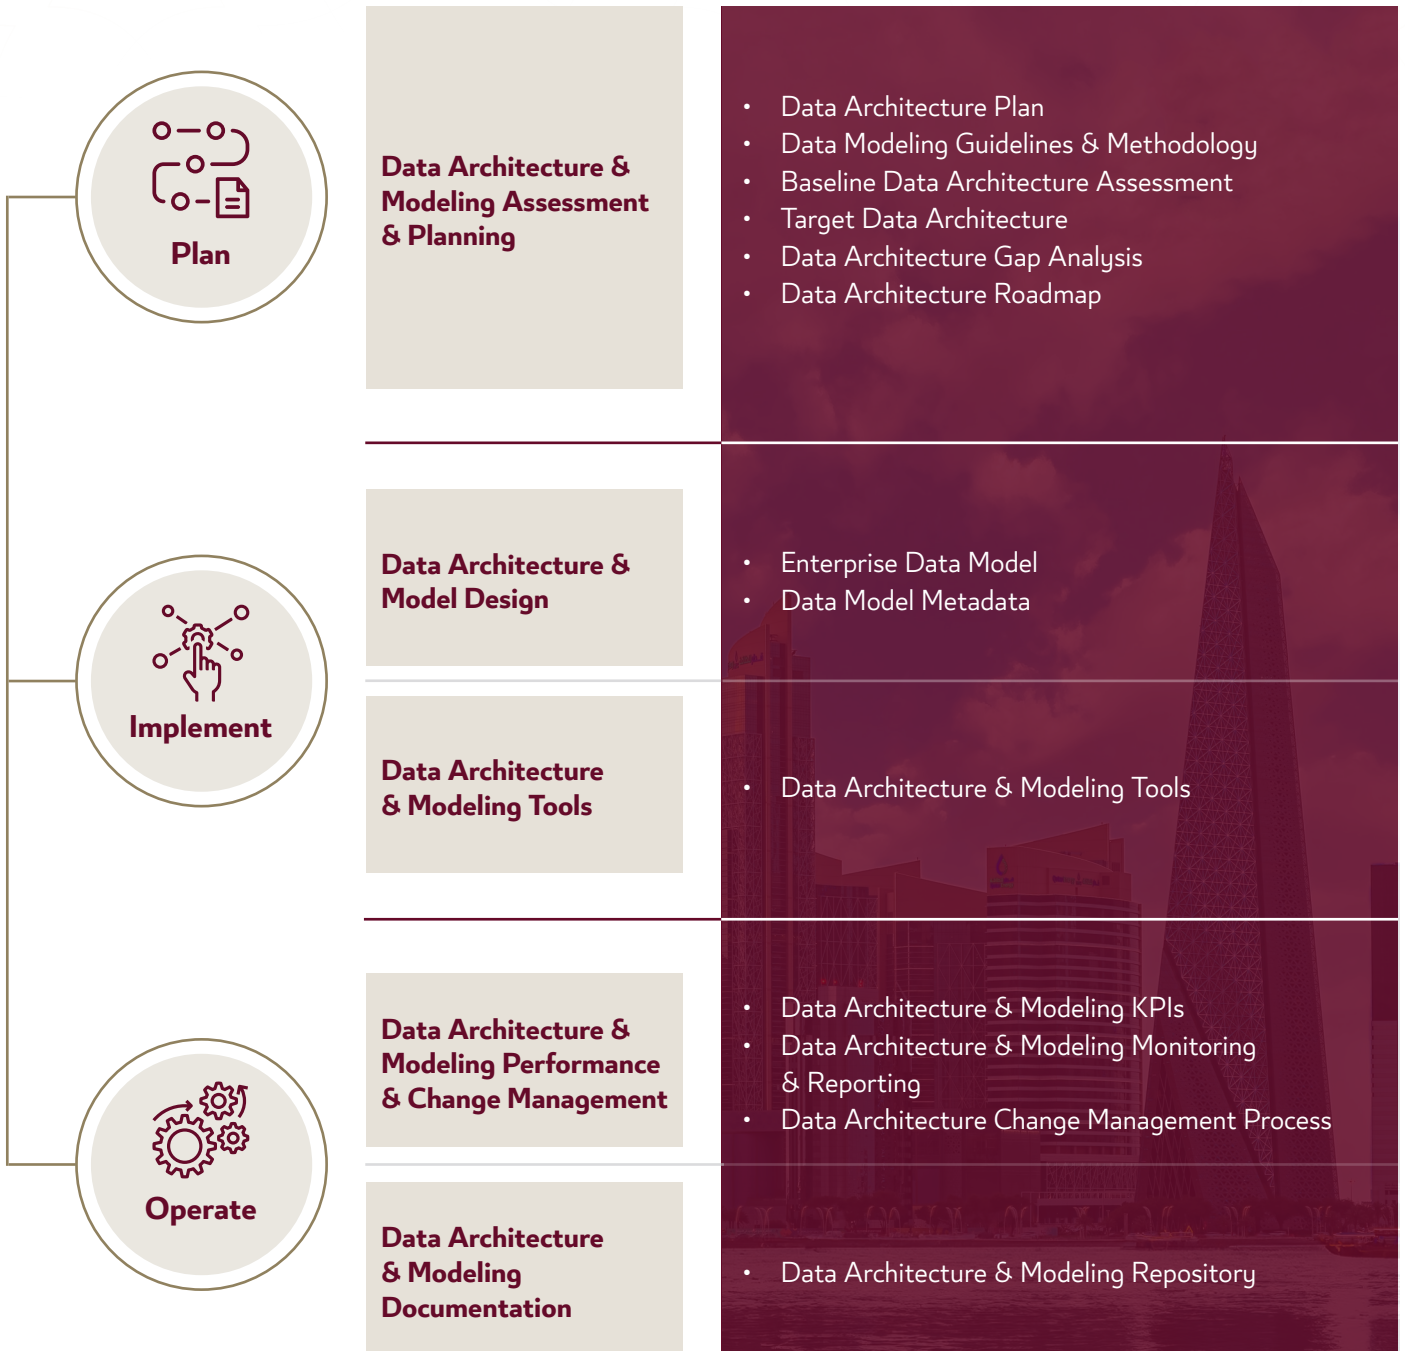 Plan
Data Architecture &
Modeling Assessment
& Planning
• Data Architecture Plan
• Data Modeling Guidelines & Methodology
• Baseline Data Architecture Assessment
• Target Data Architecture
• Data Architecture Gap Analysis
• Data Architecture Roadmap
Implement
Data Architecture &
Model Design
• Enterprise Data Model
• Data Model Metadata
Data Architecture
& Modeling Tools
• Data Architecture & Modeling Tools
Operate
Data Architecture &
Modeling Performance
& Change Management
• Data Architecture & Modeling KPIs
• Data Architecture & Modeling Monitoring
& Reporting
• Data Architecture Change Management Process
Data Architecture
& Modeling
Documentation
• Data Architecture & Modeling Repository